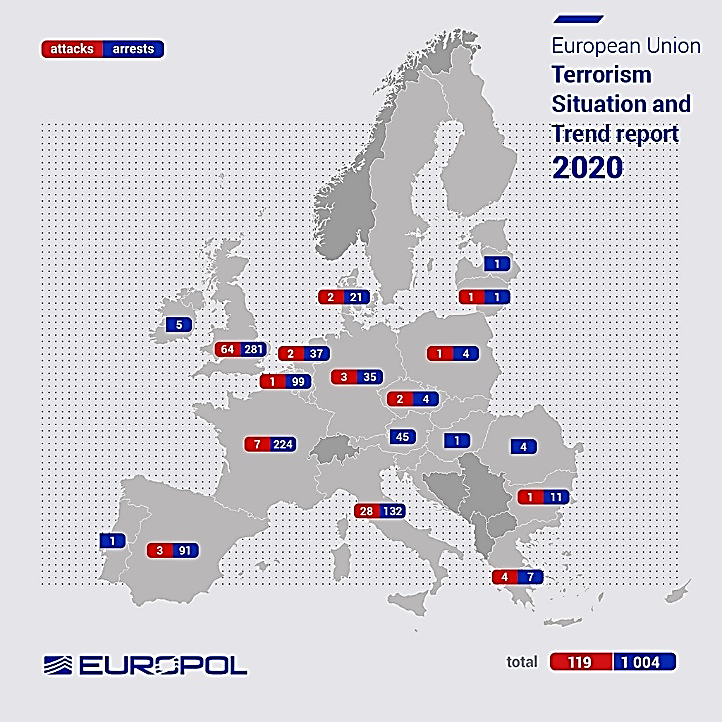 attacks arrests
European Union
Terrorism
Situation and
Trend report
2020
1
2 21
1 1
5
64 281
2 37
1 4
1 99
3 35
2 4
7 224
45
1
4
1 11
28 132
1
3 91
4 7
EUROPOL
total 119 1 004